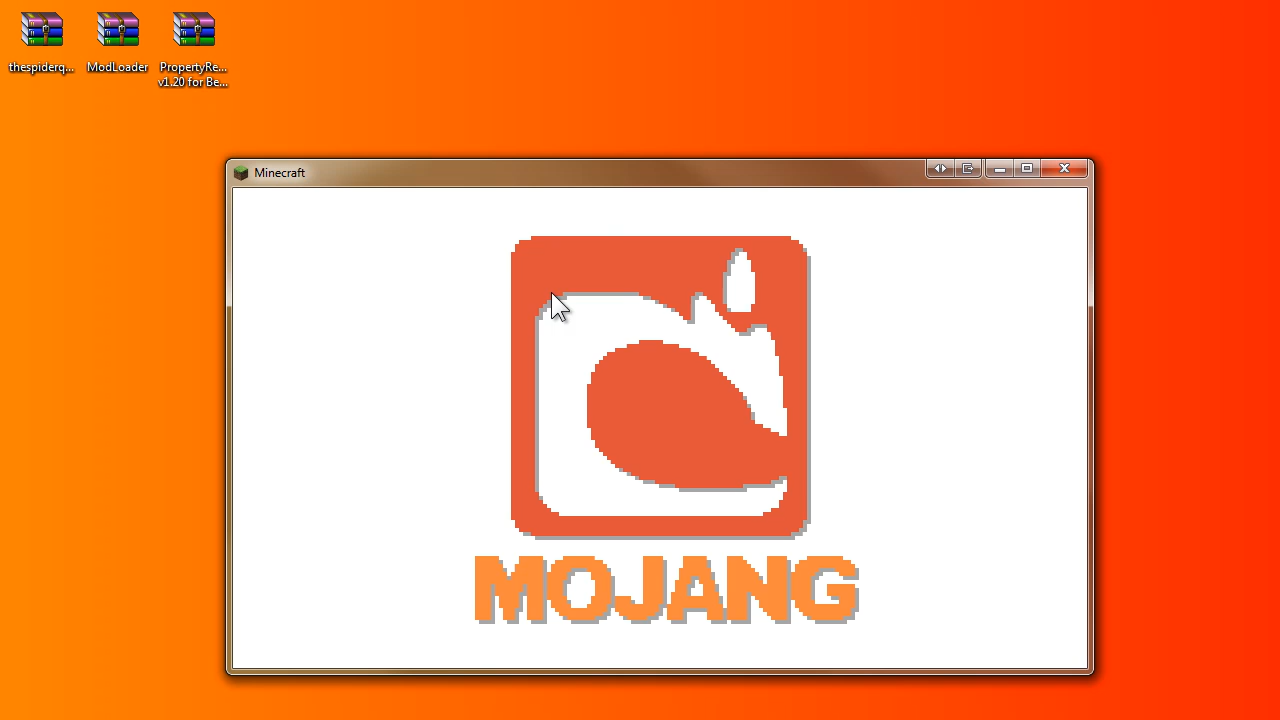 thespiderq...
ModLoader
PropertyRe...
v1.20 for Be...
Minecraft
MOJANG